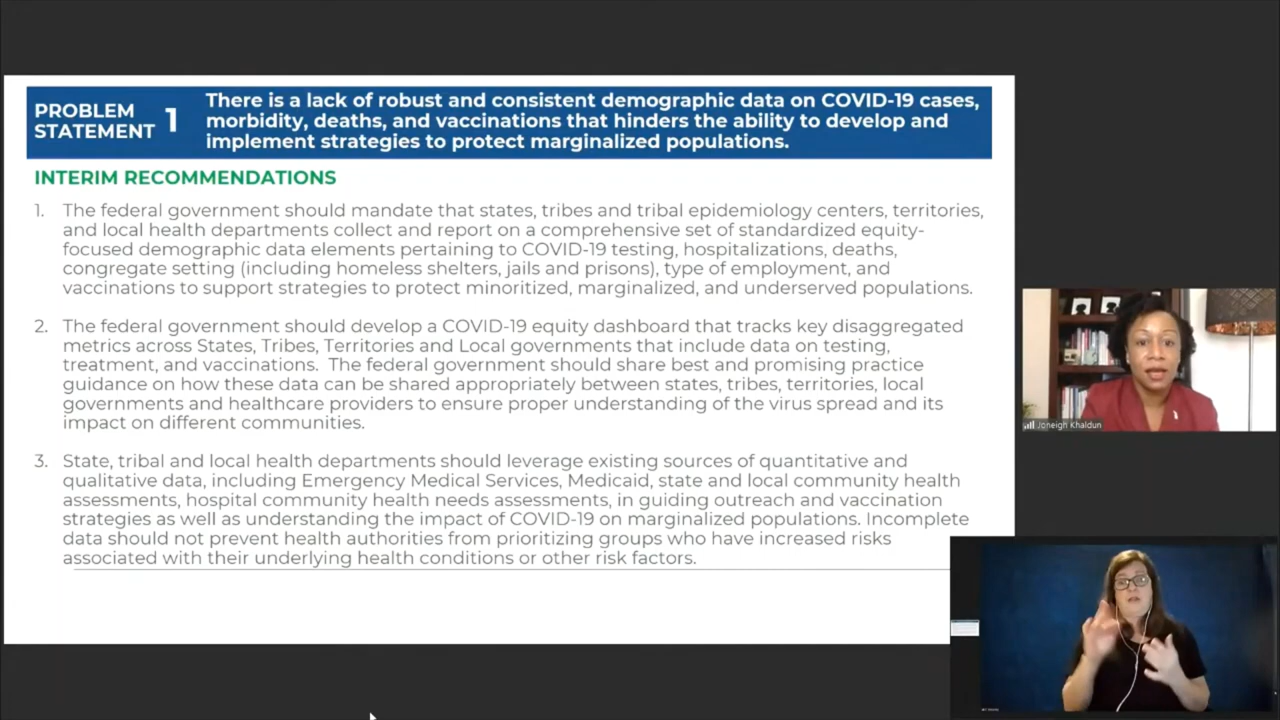 PROBLEM STATEMENT 1
There is a lack of robust and consistent demographic data on COVID-19 cases,
morbidity, deaths, and vaccinations that hinders the ability to develop and
implement strategies to protect marginalized populations.
INTERIM RECOMMENDATIONS
1. The federal government should mandate that states, tribes and tribal epidemiology centers, territories,
and local health departments collect and report on a comprehensive set of standardized equity-
focused demographic data elements pertaining to COVID-19 testing, hospitalizations, deaths,
congregate setting (including homeless shelters, jails and prisons), type of employment, and
vaccinations to support strategies to protect minoritized, marginalized, and underserved populations.
2. The federal government should develop a COVID-19 equity dashboard that tracks key disaggregated
metrics across States, Tribes, Territories and Local governments that include data on testing,
treatment, and vaccinations. The federal government should share best and promising practice
guidance on how these data can be shared appropriately between states, tribes, territories, local
governments and healthcare providers to ensure proper understanding of the virus spread and its
impact on different communities.
3. State, tribal and local health departments should leverage existing sources of quantitative and
qualitative data, including Emergency Medical Services, Medicaid, state and local community health
assessments, hospital community health needs assessments, in guiding outreach and vaccination
strategies as well as understanding the impact of COVID-19 on marginalized populations. Incomplete
data should not prevent health authorities from prioritizing groups who have increased risks
associated with their underlying health conditions or other risk factors.
Joneigh Khaldun